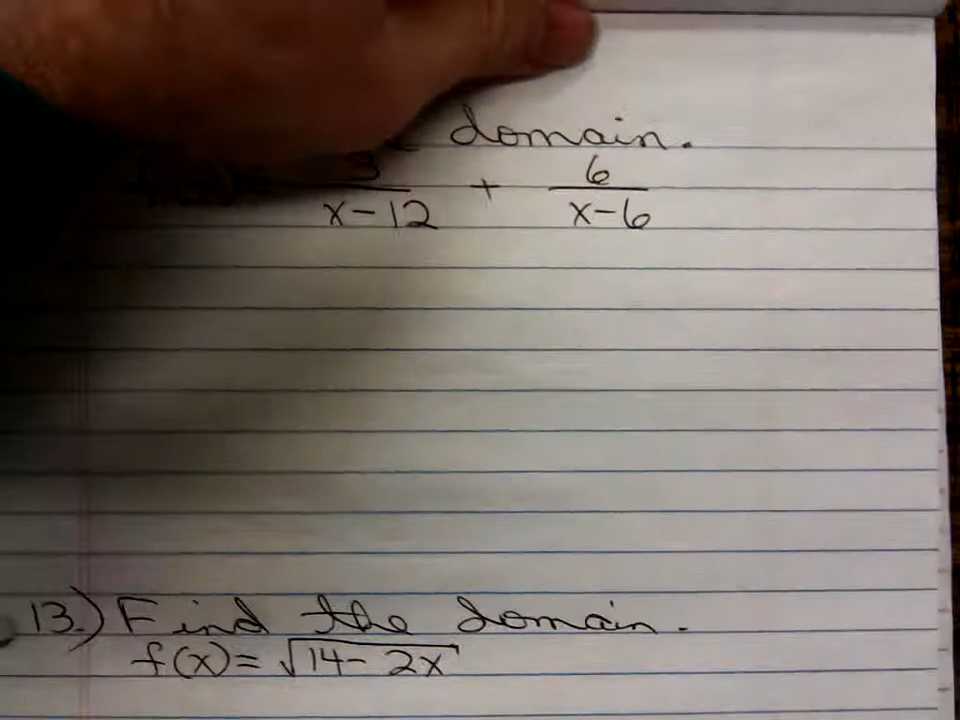 domain.
f(x) = 3/(x-12) + 6/(x-6)
13.) Find the domain.
f(x) = √(14-2x)